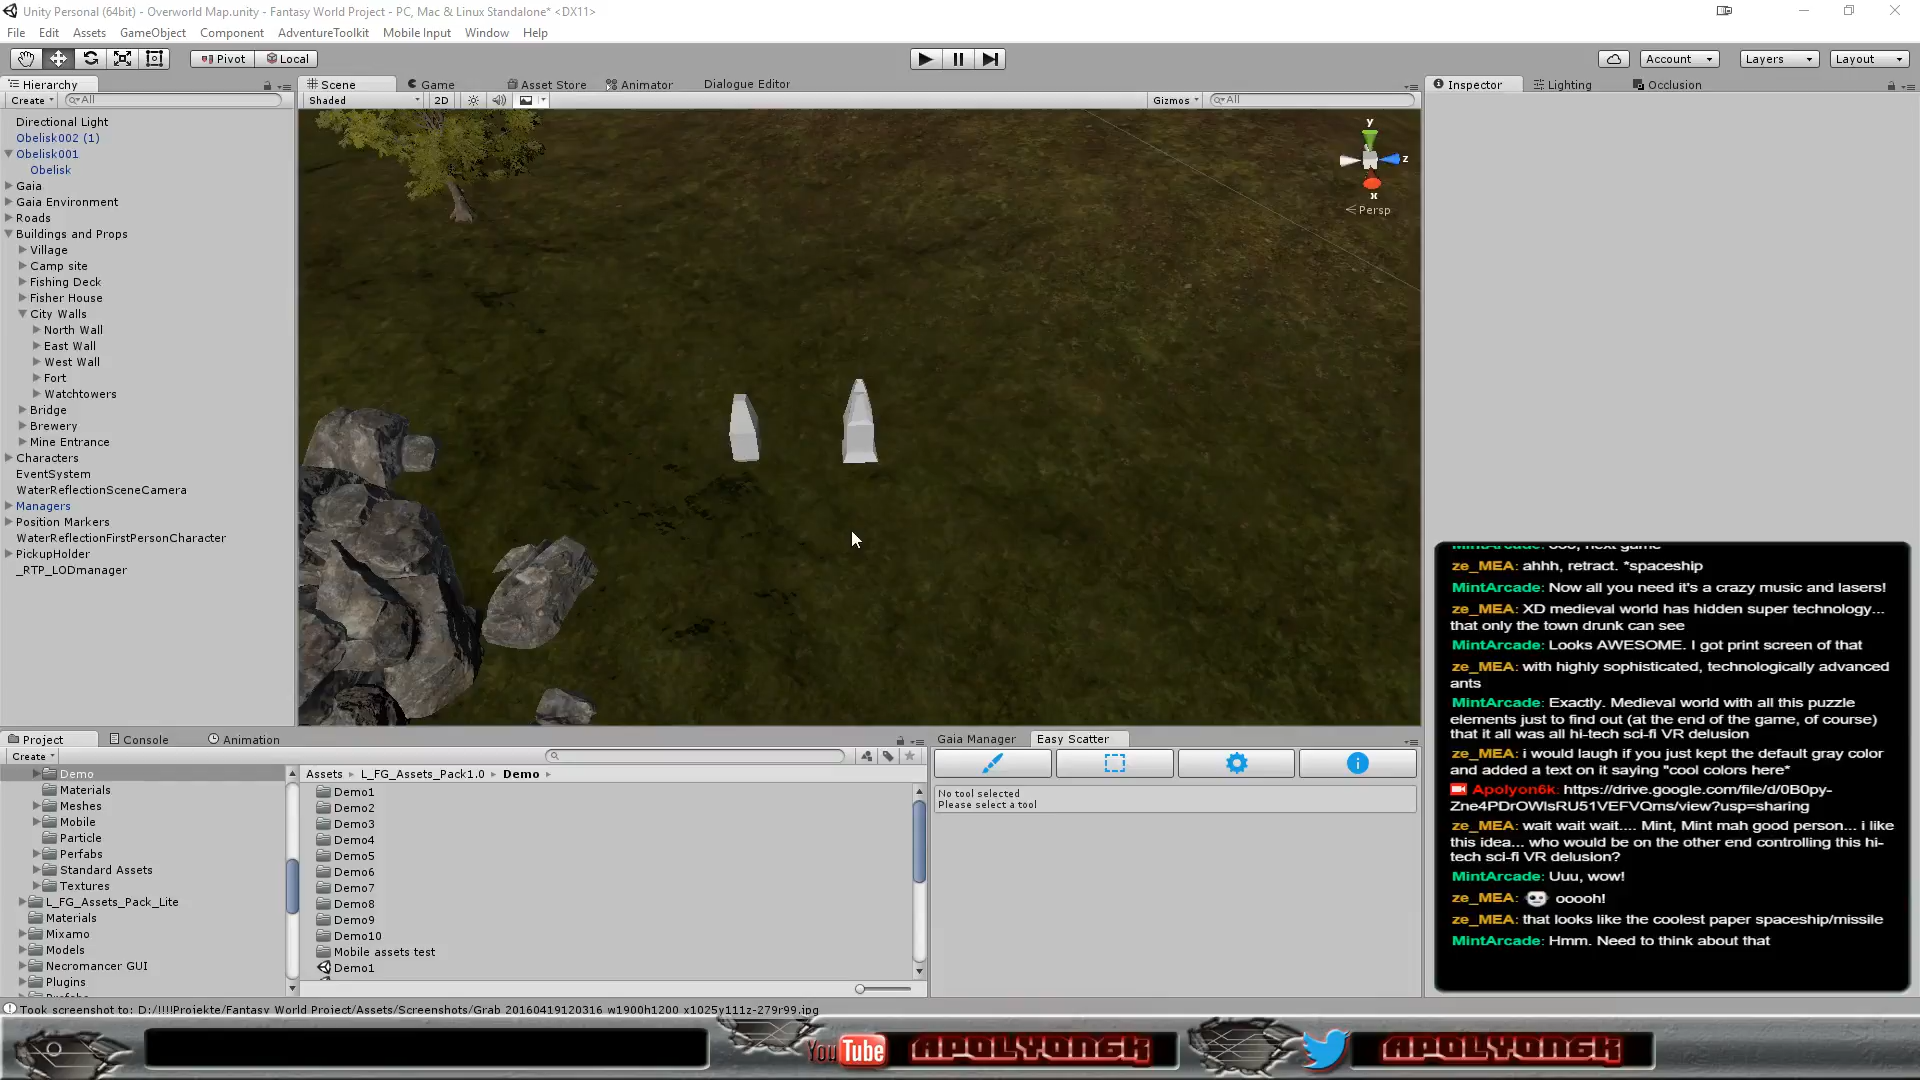 Unity Personal (64bit) - Overworld Map.unity - Fantasy World Project - PC, Mac & Linux Standalone* <DX11>
File Edit Assets GameObject Component AdventureToolkit Mobile Input Window Help
Pivot Local Account Layers Layout
Hierarchy
Create All
Directional Light
Obelisk002 (1)
Obelisk001
Obelisk
Gaia
Gaia Environment
Roads
Buildings and Props
Village
Camp site
Fishing Deck
Fisher House
City Walls
North Wall
East Wall
West Wall
Fort
Watchtowers
Bridge
Brewery
Mine Entrance
Characters
EventSystem
WaterReflectionSceneCamera
Managers
Position Markers
WaterReflectionFirstPersonCharacter
PickupHolder
_RTP_LODmanager
Scene Game Asset Store Animator Dialogue Editor
Shaded 2D Gizmos All
y
z
x
Persp
Inspector Lighting Occlusion
Project Console Animation
Create
Demo
Materials
Meshes
Mobile
Particle
Perfabs
Standard Assets
Textures
L_FG_Assets_Pack_Lite
Materials
Mixamo
Models
Necromancer GUI
Plugins
Assets L_FG_Assets_Pack1.0 Demo
Demo1
Demo2
Demo3
Demo4
Demo5
Demo6
Demo7
Demo8
Demo9
Demo10
Mobile assets test
Demo1
Gaia Manager Easy Scatter
No tool selected
Please select a tool
ze_MEA: ahhh, retract. *spaceship
MintArcade: Now all you need it's a crazy music and lasers!
ze_MEA: XD medieval world has hidden super technology...
that only the town drunk can see
MintArcade: Looks AWESOME. I got print screen of that
ze_MEA: with highly sophisticated, technologically advanced
ants
MintArcade: Exactly. Medieval world with all this puzzle
elements just to find out (at the end of the game, of course)
that it all was all hi-tech sci-fi VR delusion
ze_MEA: i would laugh if you just kept the default gray color
and added a text on it saying "cool colors here*
Apolyon6k: https://drive.google.com/file/d/0B0py-
Zne4PDrOWlsRU51VEFVQms/view?usp=sharing
ze_MEA: wait wait wait.... Mint, Mint mah good person... i like
this idea... who would be on the other end controlling this hi-
tech sci-fi VR delusion?
MintArcade: Uuu, wow!
ze_MEA: ooooh!
ze_MEA: that looks like the coolest paper spaceship/missile
MintArcade: Hmm. Need to think about that
Took screenshot to: D:/!!!!Projekte/Fantasy World Project/Assets/Screenshots/Grab 20160419120316 w1900h1200 x1025y111z-279r99.jpg
YouTube APOLYON6K APOLYON6K